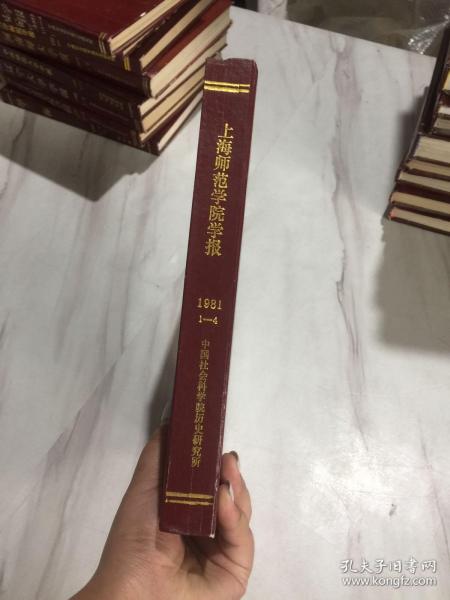 上海师范学院学报
1981
1—4
中国社会科学院历史研究所
孔夫子旧书网
www.kongfz.com